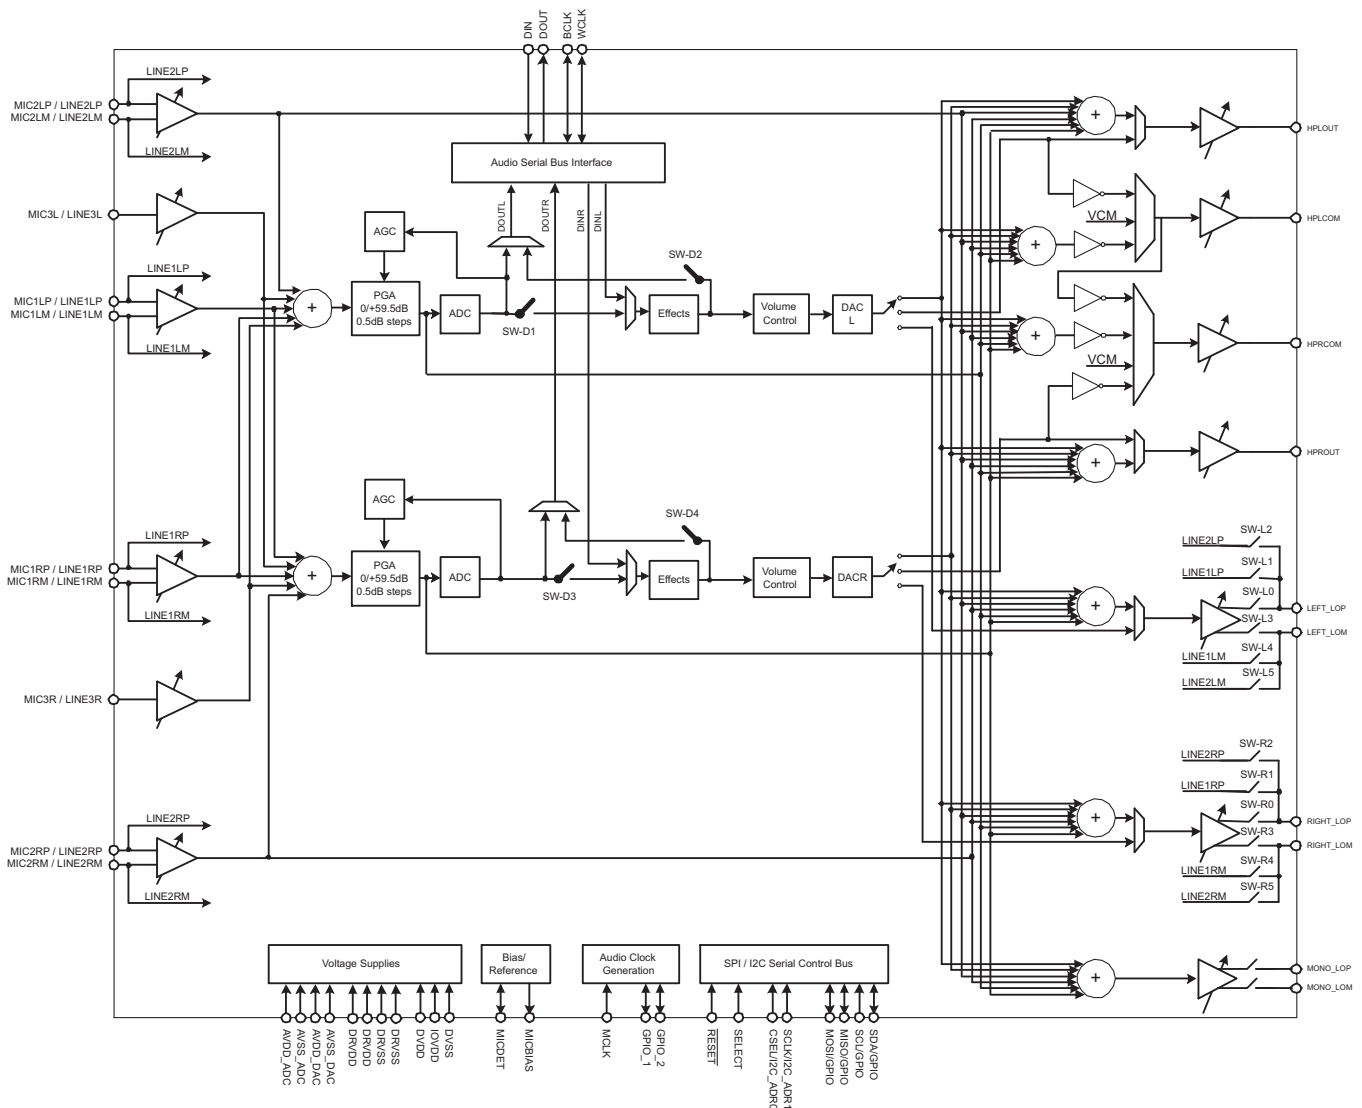 DIN
DOUT
BCLK
WCLK
LINE2LP
MIC2LP / LINE2LP
MIC2LM / LINE2LM
LINE2LM
Audio Serial Bus Interface
+
HPLOUT
MIC3L / LINE3L
AGC
DOUTL
DOUTR
DINR
DINL
VCM
HPLCOM
+
LINE1LP
MIC1LP / LINE1LP
MIC1LM / LINE1LM
LINE1LM
+
PGA
0/+59.5dB
0.5dB steps
ADC
SW-D1
SW-D2
Effects
Volume
Control
DAC
L
+
VCM
HPRCOM
HPROUT
+
AGC
SW-D4
LINE1RP
MIC1RP / LINE1RP
MIC1RM / LINE1RM
LINE1RM
+
PGA
0/+59.5dB
0.5dB steps
ADC
SW-D3
Effects
Volume
Control
DACR
+
SW-L2
LINE2LP
SW-L1
LINE1LP
SW-L0
LEFT_LOP
SW-L3
LEFT_LOM
SW-L4
LINE1LM
SW-L5
LINE2LM
MIC3R / LINE3R
SW-R2
LINE2RP
SW-R1
LINE1RP
SW-R0
RIGHT_LOP
+
SW-R3
RIGHT_LOM
SW-R4
LINE1RM
SW-R5
LINE2RM
LINE2RP
MIC2RP / LINE2RP
MIC2RM / LINE2RM
LINE2RM
Voltage Supplies
Bias/
Reference
Audio Clock
Generation
SPI / I2C Serial Control Bus
+
MONO_LOP
MONO_LOM
AVDD_ADC
AVSS_ADC
AVDD_DAC
AVSS_DAC
DRVDD
DRVDD
DRVSS
DRVSS
DVDD
IOVDD
DVSS
MICDET
MICBIAS
MCLK
GPIO_1
GPIO_2
RESET
SELECT
CSEL/I2C_ADR0
SCLK/I2C_ADR1
MOSI/GPIO
MISO/GPIO
SCL/GPIO
SDA/GPIO